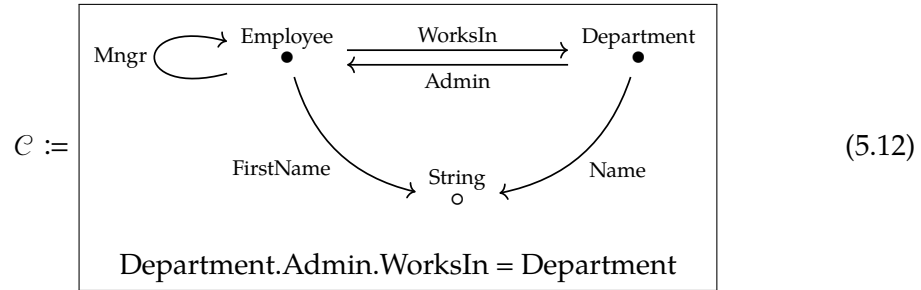 Employee WorksIn Department
Mngr
Admin
𝒞 := (5.12)
FirstName String Name
Department.Admin.WorksIn = Department